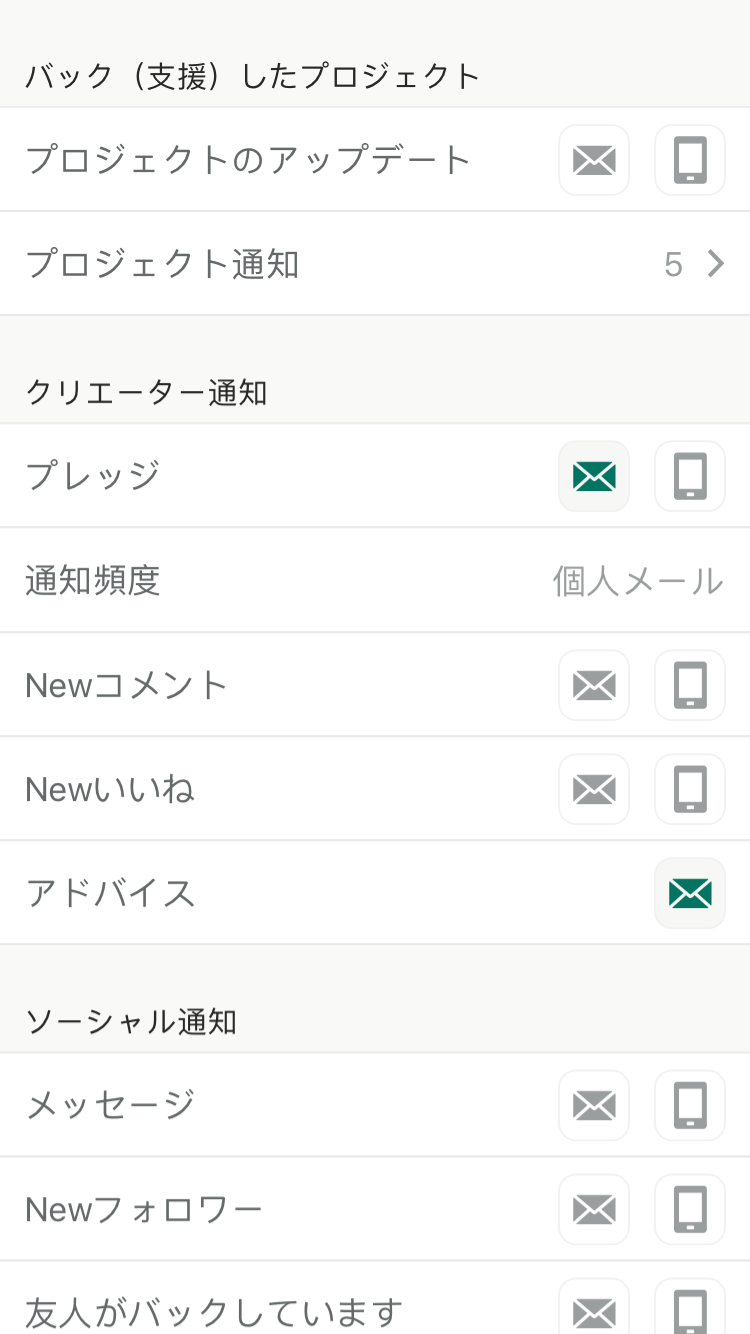 バック（支援）したプロジェクト
プロジェクトのアップデート
プロジェクト通知 5
クリエーター通知
プレッジ
通知頻度 個人メール
Newコメント
Newいいね
アドバイス
ソーシャル通知
メッセージ
Newフォロワー
友人がバックしています